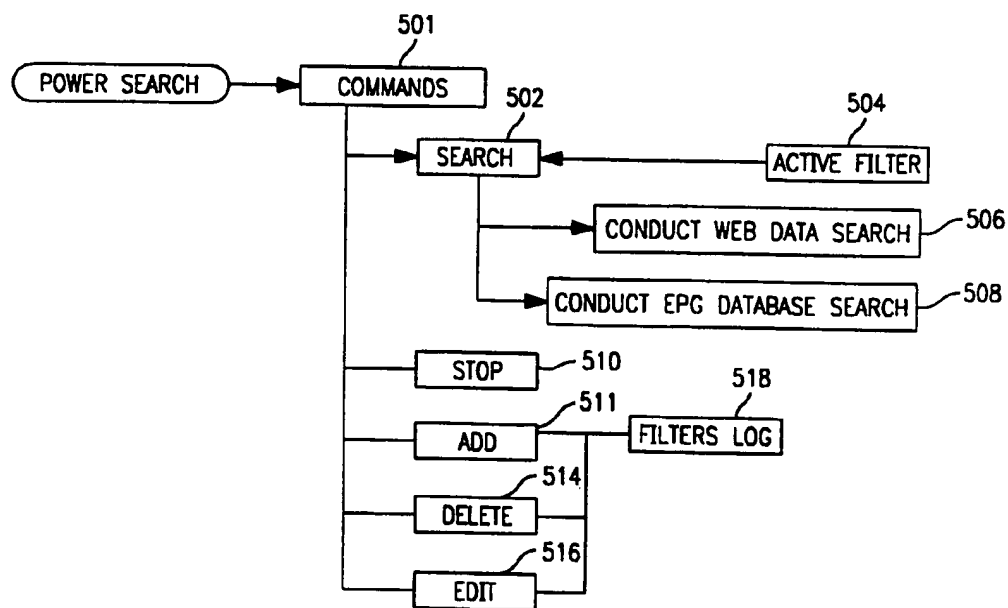 501
POWER SEARCH
COMMANDS
502
504
SEARCH
ACTIVE FILTER
506
CONDUCT WEB DATA SEARCH
508
CONDUCT EPG DATABASE SEARCH
510
STOP
511
518
ADD
FILTERS LOG
514
DELETE
516
EDIT